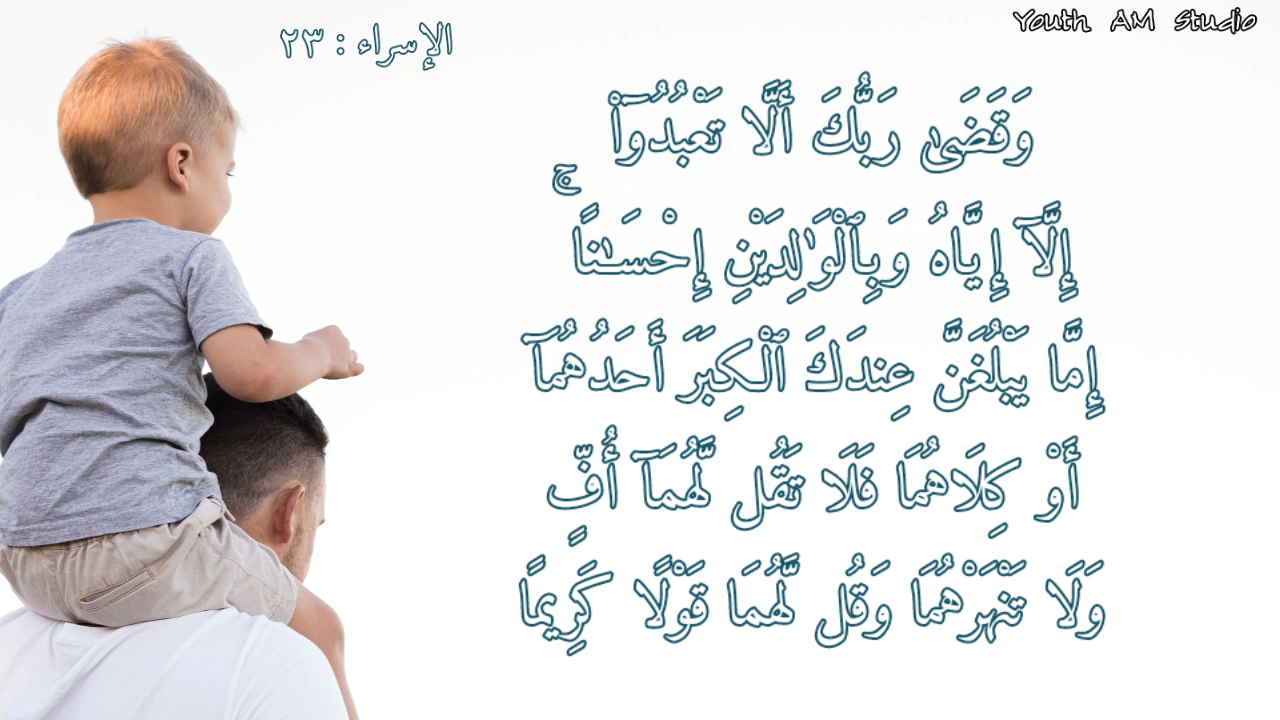 Youth AM Studio
الإسراء : ٢٣
وَقَضَىٰ رَبُّكَ أَلَّا تَعْبُدُوٓا۟
إِلَّآ إِيَّاهُ وَبِٱلْوَٰلِدَيْنِ إِحْسَـٰنًا ۚ
إِمَّا يَبْلُغَنَّ عِندَكَ ٱلْكِبَرَ أَحَدُهُمَآ
أَوْ كِلَاهُمَا فَلَا تَقُل لَّهُمَآ أُفٍّ
وَلَا تَنْهَرْهُمَا وَقُل لَّهُمَا قَوْلًا كَرِيمًا